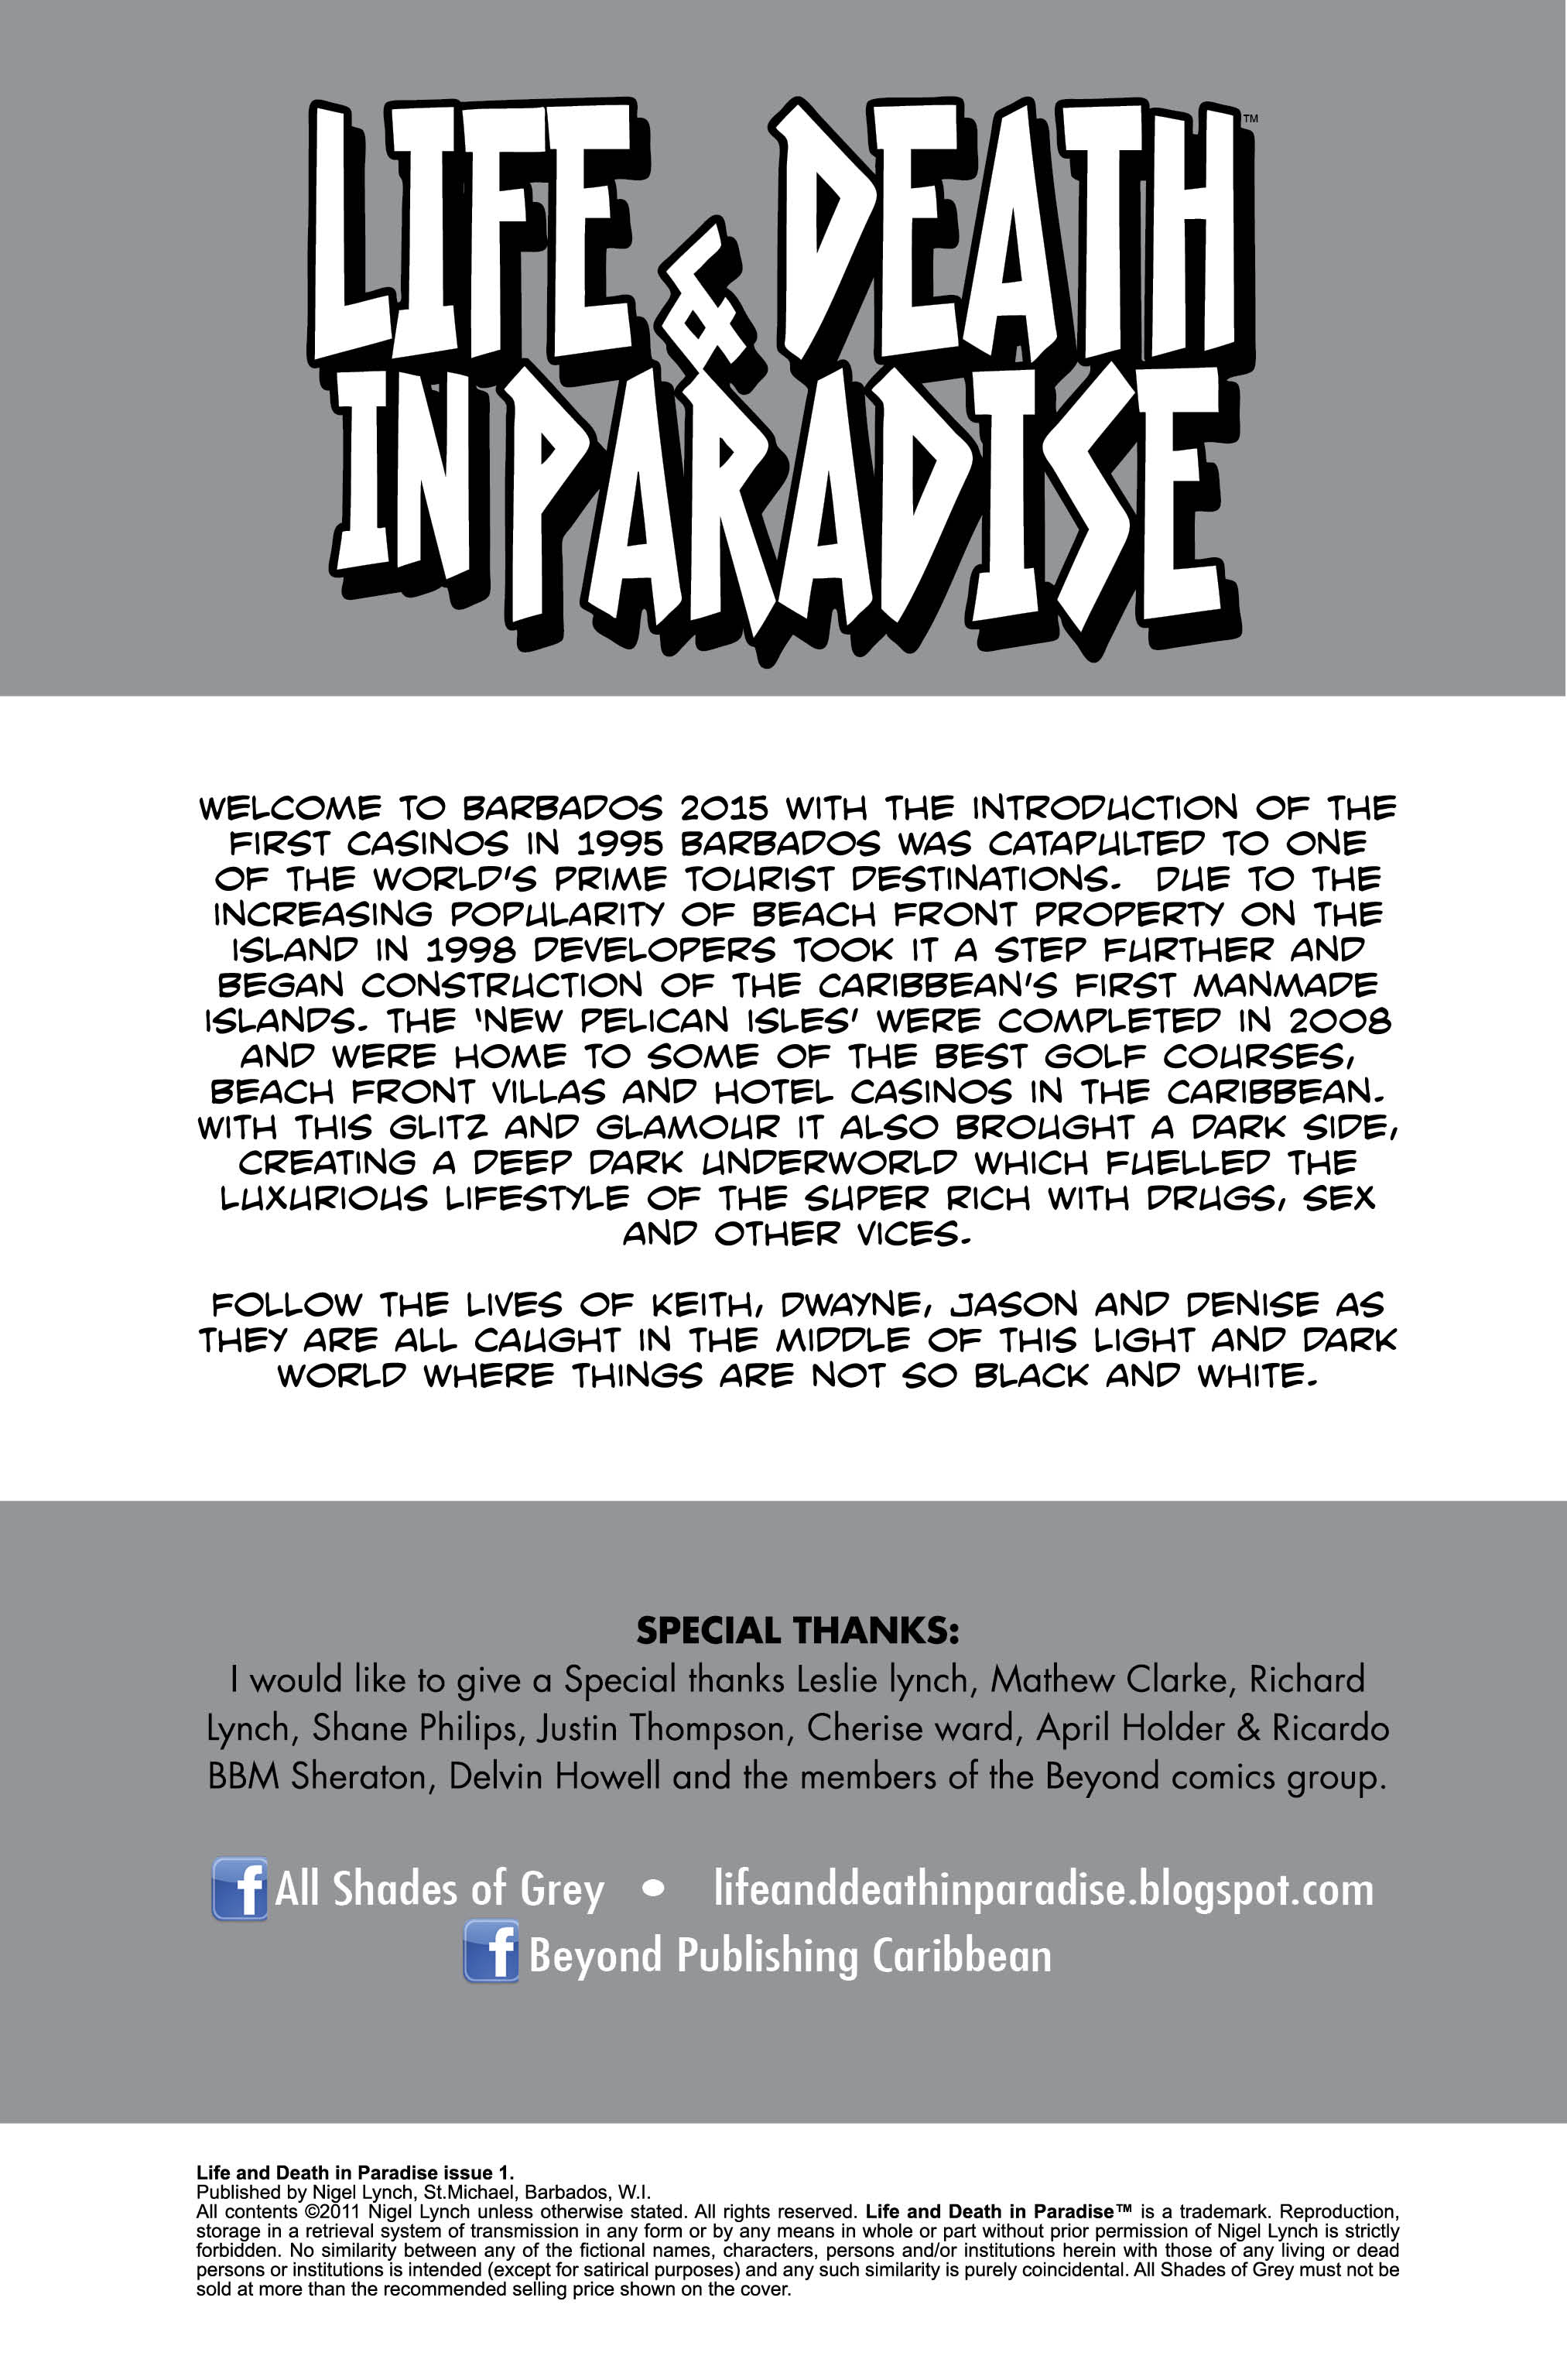 LIFE & DEATH™
IN PARADISE
WELCOME TO BARBADOS 2015 WITH THE INTRODUCTION OF THE
FIRST CASINOS IN 1995 BARBADOS WAS CATAPULTED TO ONE
OF THE WORLD'S PRIME TOURIST DESTINATIONS. DUE TO THE
INCREASING POPULARITY OF BEACH FRONT PROPERTY ON THE
ISLAND IN 1998 DEVELOPERS TOOK IT A STEP FURTHER AND
BEGAN CONSTRUCTION OF THE CARIBBEAN'S FIRST MANMADE
ISLANDS. THE 'NEW PELICAN ISLES' WERE COMPLETED IN 2008
AND WERE HOME TO SOME OF THE BEST GOLF COURSES,
BEACH FRONT VILLAS AND HOTEL CASINOS IN THE CARIBBEAN.
WITH THIS GLITZ AND GLAMOUR IT ALSO BROUGHT A DARK SIDE,
CREATING A DEEP DARK UNDERWORLD WHICH FUELLED THE
LUXURIOUS LIFESTYLE OF THE SUPER RICH WITH DRUGS, SEX
AND OTHER VICES.
FOLLOW THE LIVES OF KEITH, DWAYNE, JASON AND DENISE AS
THEY ARE ALL CAUGHT IN THE MIDDLE OF THIS LIGHT AND DARK
WORLD WHERE THINGS ARE NOT SO BLACK AND WHITE.
SPECIAL THANKS:
I would like to give a Special thanks Leslie lynch, Mathew Clarke, Richard
Lynch, Shane Philips, Justin Thompson, Cherise ward, April Holder & Ricardo
BBM Sheraton, Delvin Howell and the members of the Beyond comics group.
f All Shades of Grey • lifeanddeathinparadise.blogspot.com
f Beyond Publishing Caribbean
Life and Death in Paradise issue 1.
Published by Nigel Lynch, St.Michael, Barbados, W.I.
All contents ©2011 Nigel Lynch unless otherwise stated. All rights reserved. Life and Death in Paradise™ is a trademark. Reproduction,
storage in a retrieval system of transmission in any form or by any means in whole or part without prior permission of Nigel Lynch is strictly
forbidden. No similarity between any of the fictional names, characters, persons and/or institutions herein with those of any living or dead
persons or institutions is intended (except for satirical purposes) and any such similarity is purely coincidental. All Shades of Grey must not be
sold at more than the recommended selling price shown on the cover.